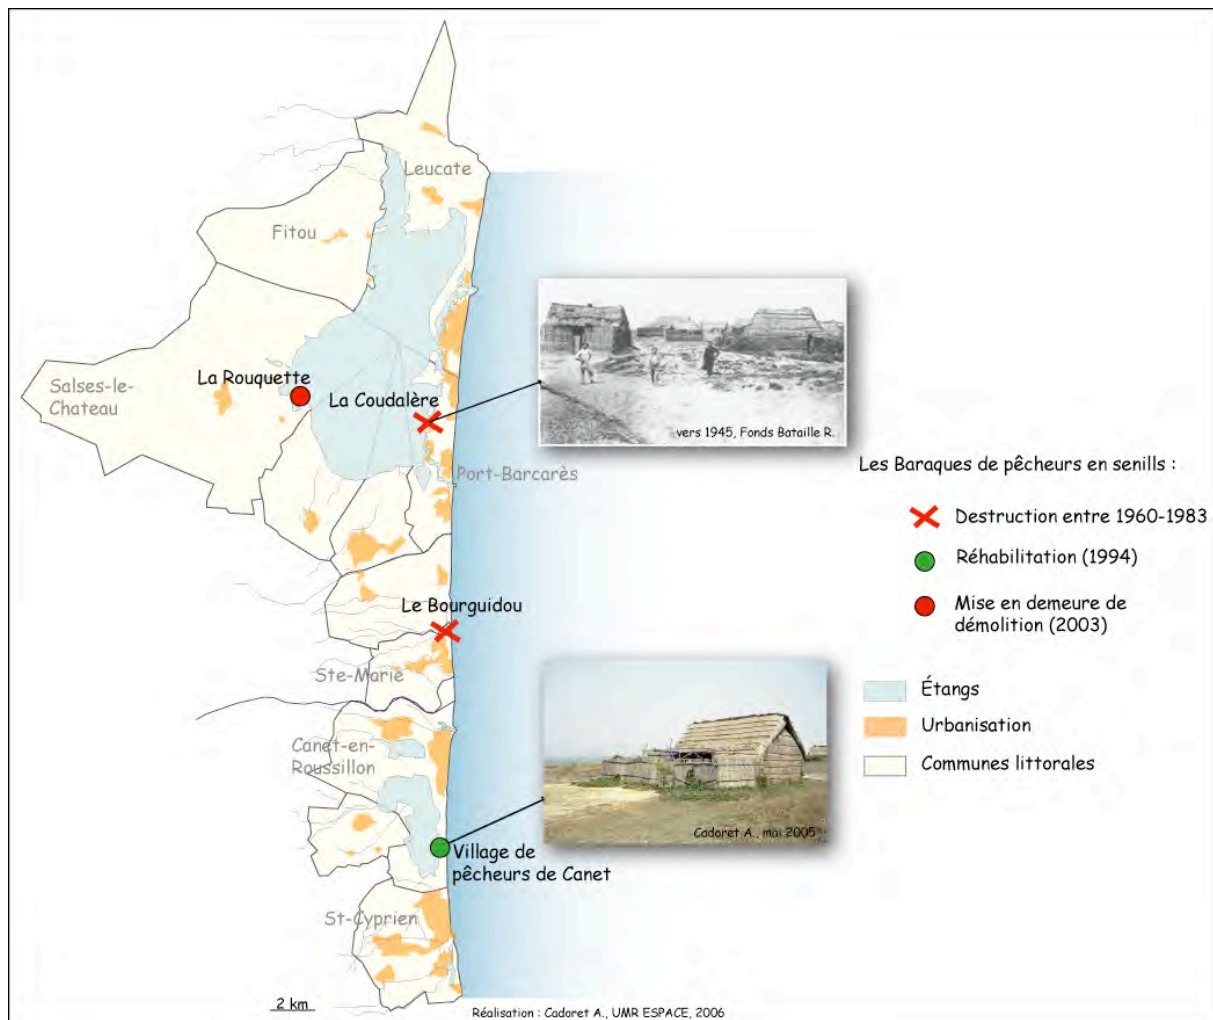 Leucate
Fitou
La Rouquette
Salses-le-
Chateau
La Coudalère
vers 1945, Fonds Bataille R.
Port-Barcarès
Les Baraques de pêcheurs en senills :
Destruction entre 1960-1983
Réhabilitation (1994)
Mise en demeure de
démolition (2003)
Le Bourguidou
Ste-Marie
Étangs
Urbanisation
Communes littorales
Canet-en-
Roussillon
Cadoret A., mai 2005
Village de
pêcheurs de Canet
St-Cyprien
2 km
Réalisation : Cadoret A., UMR ESPACE, 2006